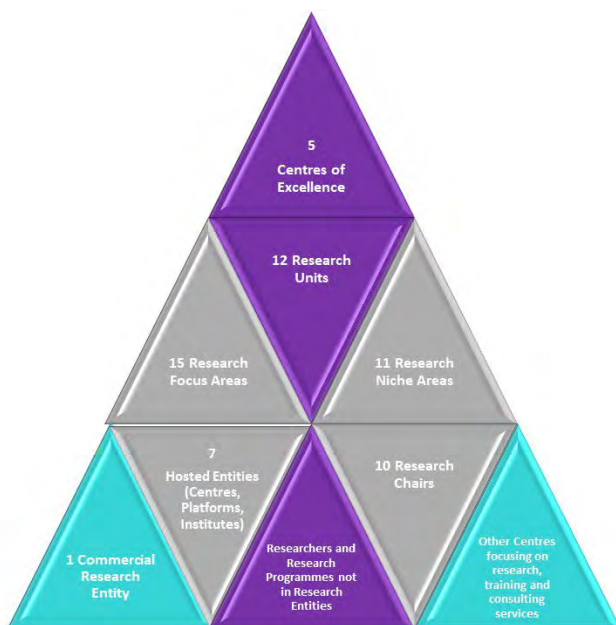 5
Centres of
Excellence
12 Research
Units
15 Research
Focus Areas
11 Research
Niche Areas
7
Hosted Entities
(Centres,
Platforms,
Institutes)
10 Research
Chairs
1 Commercial
Research
Entity
Researchers and
Research
Programmes not
in Research
Entities
Other Centres
focusing on
research,
training and
consulting
services